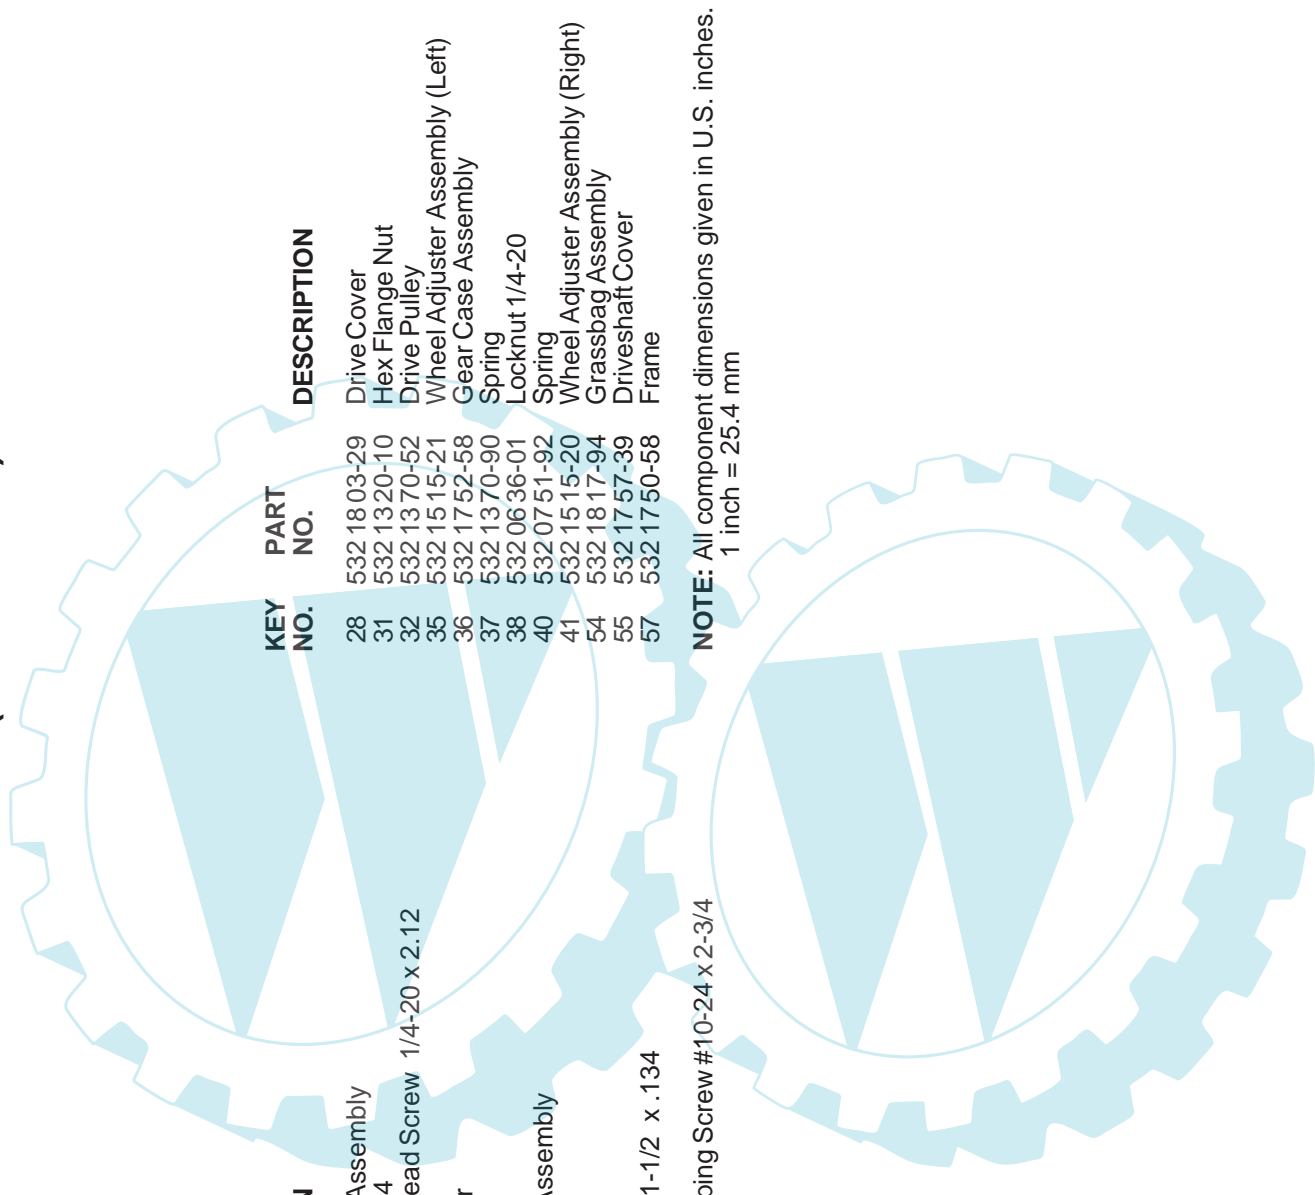 KEY PART
NO. NO. DESCRIPTION
28 532 18 03-29 Drive Cover
31 532 13 20-10 Hex Flange Nut
32 532 13 70-52 Drive Pulley
35 532 15 15-21 Wheel Adjuster Assembly (Left)
36 532 17 52-58 Gear Case Assembly
37 532 13 70-90 Spring
38 532 06 36-01 Locknut 1/4-20
40 532 07 51-92 Spring
41 532 15 15-20 Wheel Adjuster Assembly (Right)
54 532 18 17-94 Grassbag Assembly
55 532 17 57-39 Driveshaft Cover
57 532 17 50-58 Frame
NOTE: All component dimensions given in U.S. inches.
1 inch = 25.4 mm
Assembly
4
ead Screw 1/4-20 x 2.12
Assembly
1-1/2 x .134
ping Screw #10-24 x 2-3/4